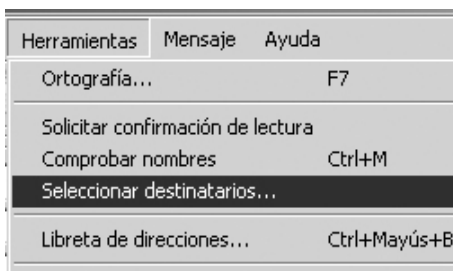 Herramientas Mensaje Ayuda
Ortografía... F7
Solicitar confirmación de lectura
Comprobar nombres Ctrl+M
Seleccionar destinatarios...
Libreta de direcciones... Ctrl+Mayús+B